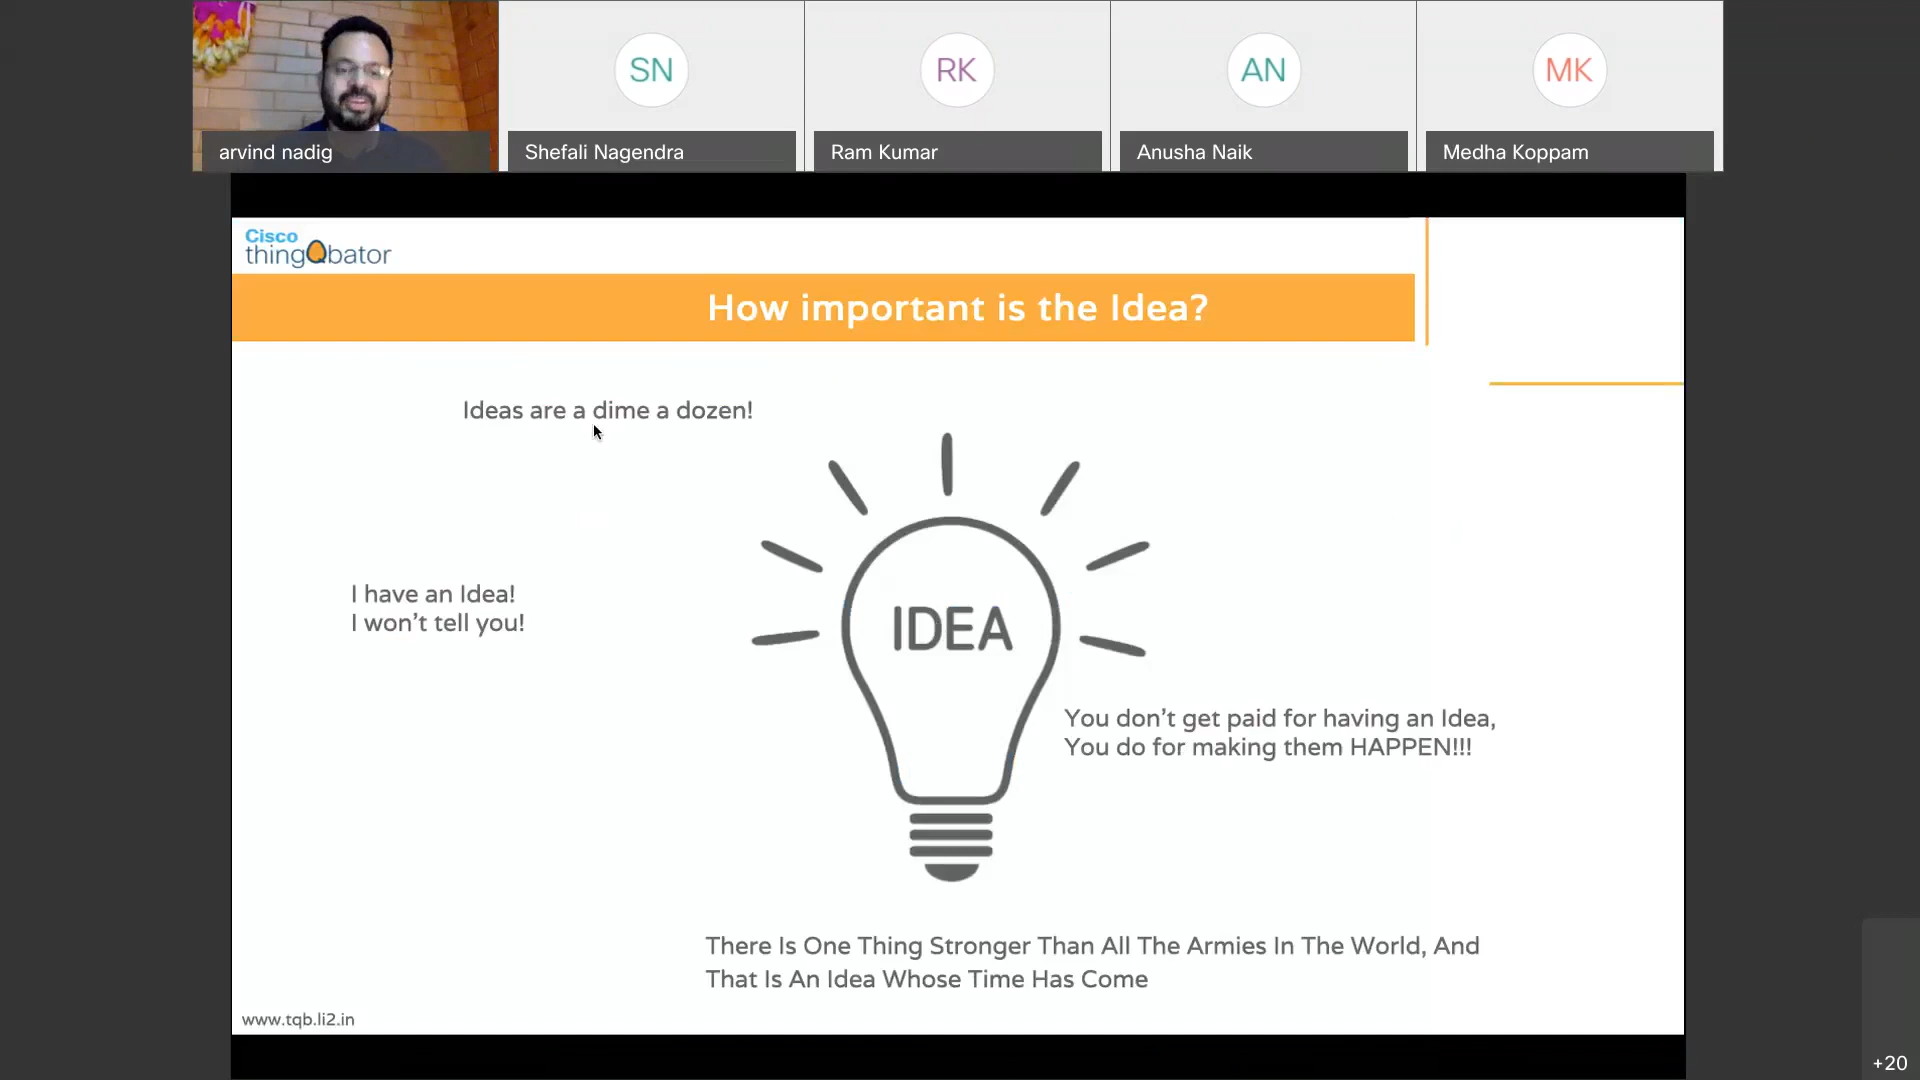 SN
RK
AN
MK
arvind nadig
Shefali Nagendra
Ram Kumar
Anusha Naik
Medha Koppam
Cisco
thingQbator
How important is the Idea?
Ideas are a dime a dozen!
I have an Idea!
I won't tell you!
IDEA
You don't get paid for having an Idea,
You do for making them HAPPEN!!!
There Is One Thing Stronger Than All The Armies In The World, And
That Is An Idea Whose Time Has Come
www.tqb.li2.in
+20